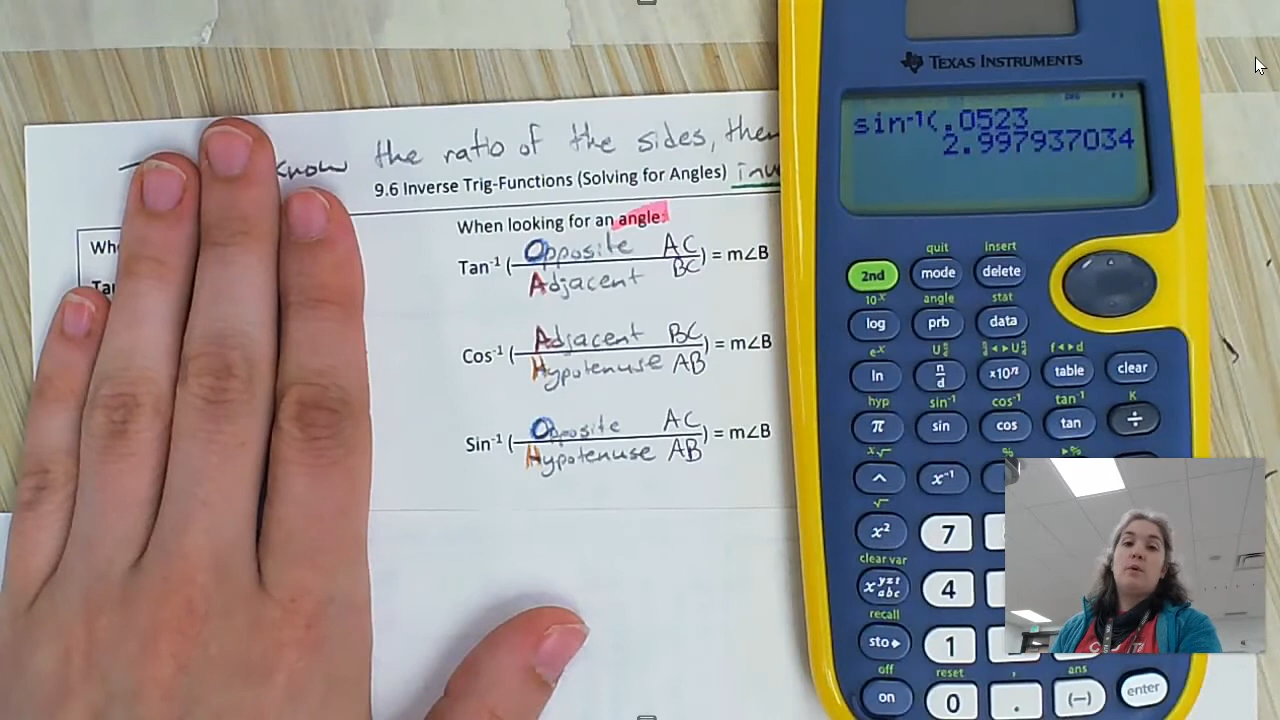 know the ratio of the sides, then
9.6 Inverse Trig-Functions (Solving for Angles)
When looking for an angle:
Tan⁻¹ (Opposite AC / Adjacent BC) = m∠B
Cos⁻¹ (Adjacent BC / Hypotenuse AB) = m∠B
Sin⁻¹ (Opposite AC / Hypotenuse AB) = m∠B
TEXAS INSTRUMENTS
sin⁻¹(.0523
2.997937034
quit insert
2nd mode delete
10ˣ angle stat
log prb data
eˣ f◄►d
ln n/d ×10ⁿ table clear
hyp sin⁻¹ cos⁻¹ tan⁻¹ K
π sin cos tan ÷
ˣ√ % ►%
^ x⁻¹
√
x² 7
clear var
x yzt abc 4
recall
sto► 1
off reset , ans
on 0 . (−) enter